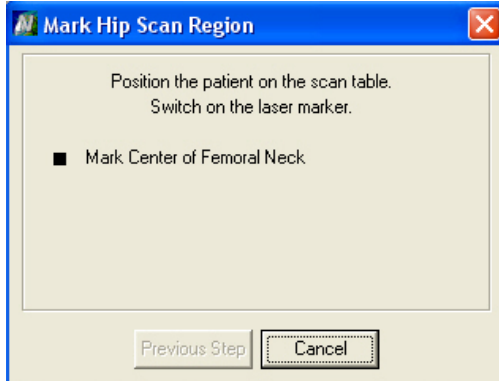 Mark Hip Scan Region
Position the patient on the scan table.
Switch on the laser marker.
Mark Center of Femoral Neck
Previous Step
Cancel